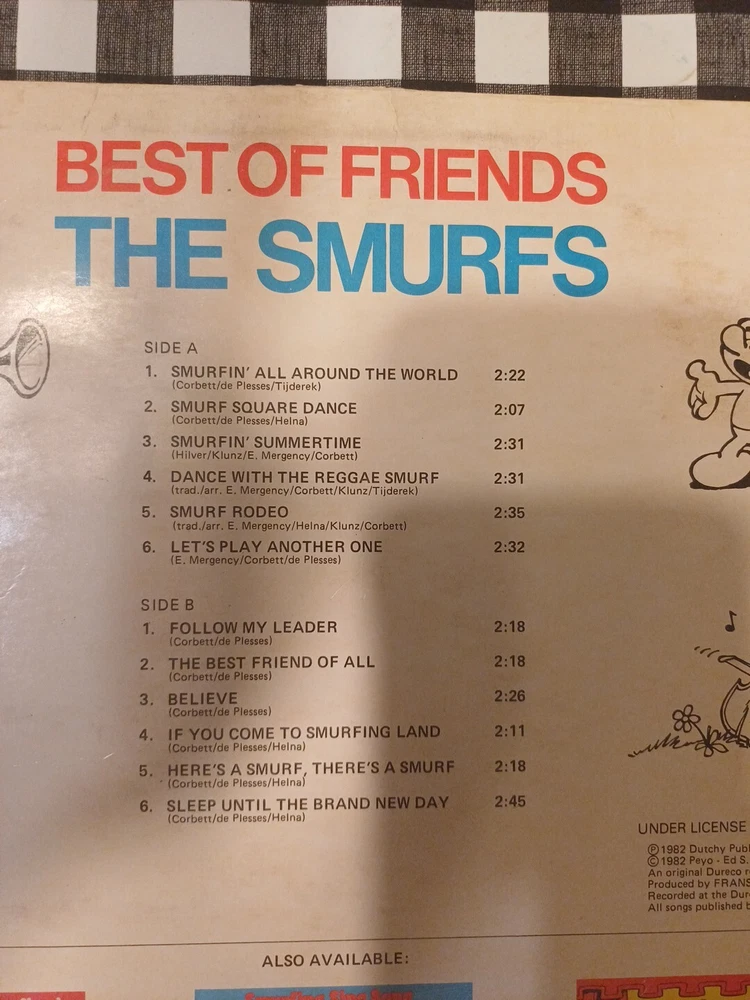 BEST OF FRIENDS
THE SMURFS
SIDE A
1. SMURFIN' ALL AROUND THE WORLD 2:22
(Corbett/de Plesses/Tijderek)
2. SMURF SQUARE DANCE 2:07
(Corbett/de Plesses/Helna)
3. SMURFIN' SUMMERTIME 2:31
(Hilver/Klunz/E. Mergency/Corbett)
4. DANCE WITH THE REGGAE SMURF 2:31
(trad./arr. E. Mergency/Corbett/Klunz/Tijderek)
5. SMURF RODEO 2:35
(trad./arr. E. Mergency/Helna/Klunz/Corbett)
6. LET'S PLAY ANOTHER ONE 2:32
(E. Mergency/Corbett/de Plesses)
SIDE B
1. FOLLOW MY LEADER 2:18
(Corbett/de Plesses)
2. THE BEST FRIEND OF ALL 2:18
(Corbett/de Plesses)
3. BELIEVE 2:26
(Corbett/de Plesses)
4. IF YOU COME TO SMURFING LAND 2:11
(Corbett/de Plesses/Helna)
5. HERE'S A SMURF, THERE'S A SMURF 2:18
(Corbett/de Plesses/Helna)
6. SLEEP UNTIL THE BRAND NEW DAY 2:45
(Corbett/de Plesses/Helna)
UNDER LICENSE
℗ 1982 Dutchy Publ
© 1982 Peyo - Ed S.
An original Dureco r
Produced by FRANS
Recorded at the Dur
All songs published b
ALSO AVAILABLE: